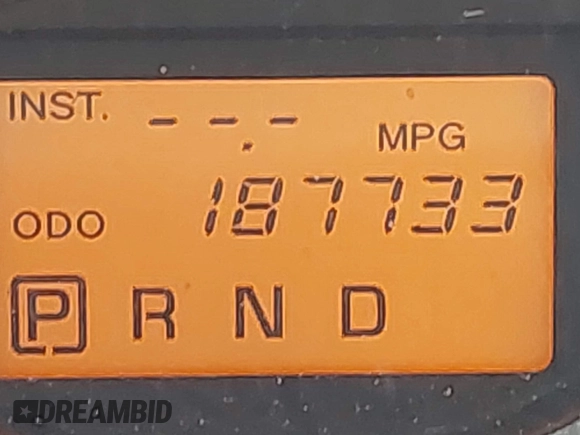 INST. --.- MPG
ODO 187733
P R N D
DREAMBID